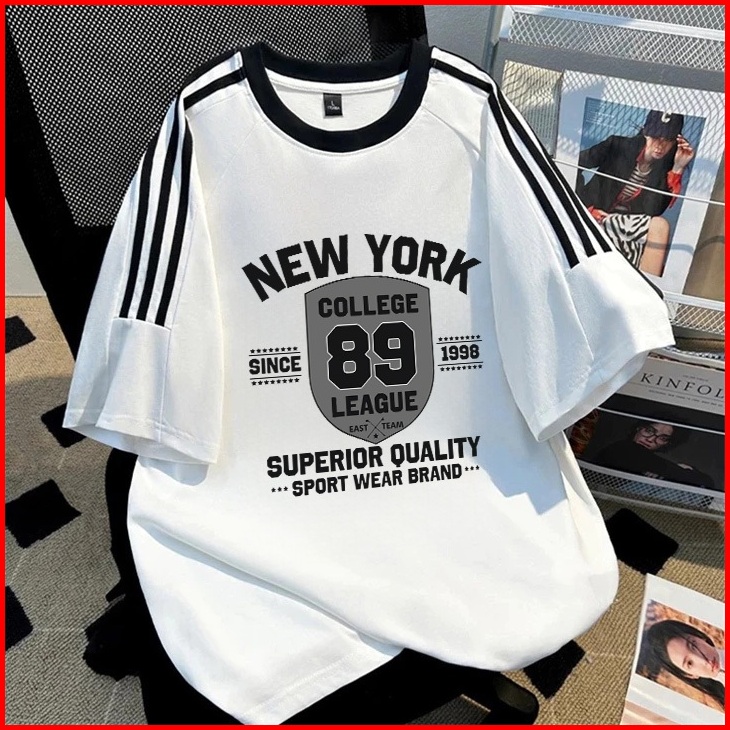 NEW YORK
COLLEGE
SINCE 89 1998
LEAGUE
EAST TEAM
SUPERIOR QUALITY
SPORT WEAR BRAND
KINFOL
C